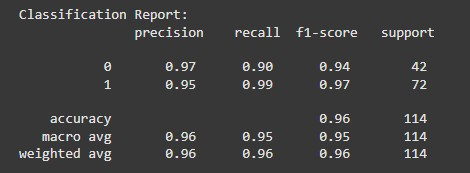 Classification Report:
precision recall f1-score support
0 0.97 0.90 0.94 42
1 0.95 0.99 0.97 72
accuracy 0.96 114
macro avg 0.96 0.95 0.95 114
weighted avg 0.96 0.96 0.96 114